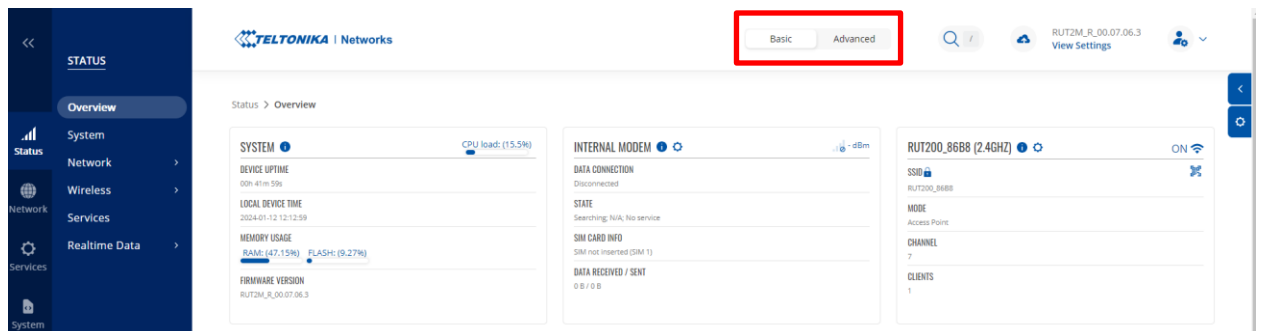 TELTONIKA | Networks
Basic Advanced
/
RUT2M_R_00.07.06.3
View Settings
STATUS
Overview
System
Network
Wireless
Services
Realtime Data
Status
Network
Services
System
Status > Overview
SYSTEM
CPU load: (15.5%)
DEVICE UPTIME
00h 41m 59s
LOCAL DEVICE TIME
2024-01-12 12:12:59
MEMORY USAGE
RAM: (47.15%) FLASH: (9.27%)
FIRMWARE VERSION
RUT2M_R_00.07.06.3
INTERNAL MODEM
- dBm
DATA CONNECTION
Disconnected
STATE
Searching; N/A; No service
SIM CARD INFO
SIM not inserted (SIM 1)
DATA RECEIVED / SENT
0 B / 0 B
RUT200_86B8 (2.4GHZ)
ON
SSID
RUT200_86B8
MODE
Access Point
CHANNEL
7
CLIENTS
1